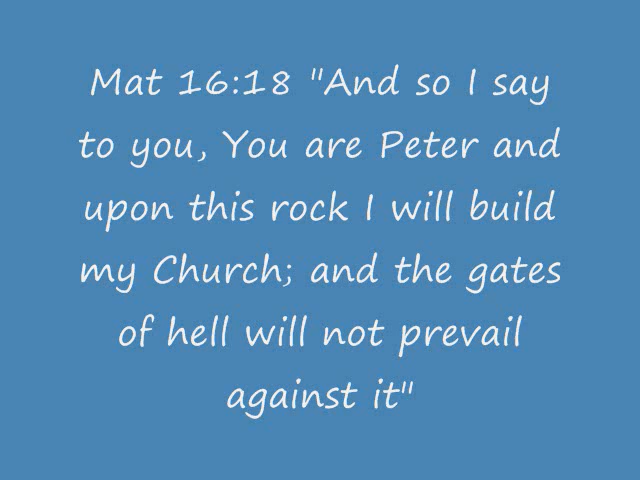 Mat 16:18 "And so I say
to you, You are Peter and
upon this rock I will build
my Church; and the gates
of hell will not prevail
against it"